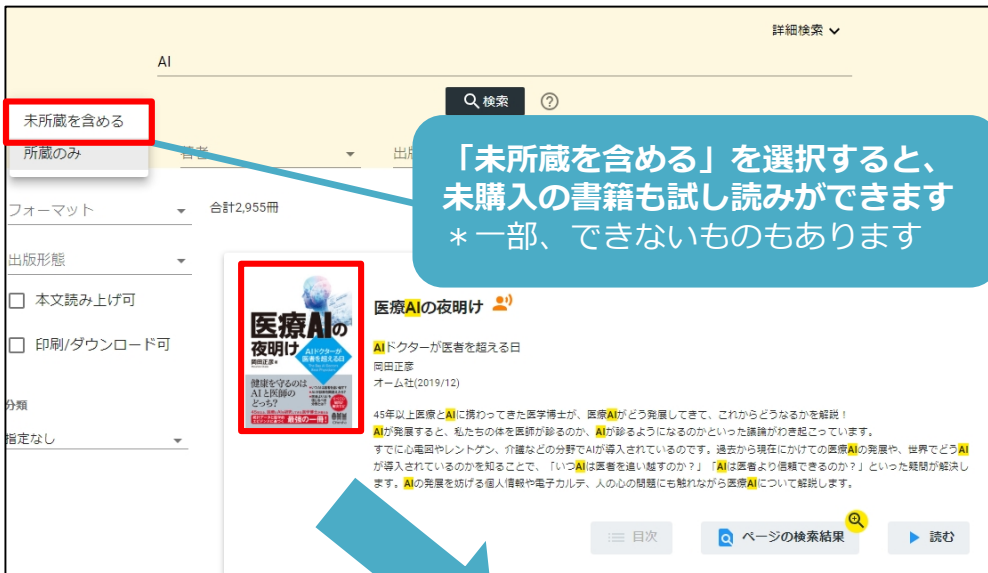 詳細検索
AI
検索
未所蔵を含める
所蔵のみ
著者
出版
「未所蔵を含める」を選択すると、
未購入の書籍も試し読みができます
＊一部、できないものもあります
フォーマット
合計2,955冊
出版形態
本文読み上げ可
印刷/ダウンロード可
分類
指定なし
医療AIの
夜明け
AIドクターが
医者を超える日
岡田正彦
健康を守るのは
AIと医師の
どっち?
最強の一冊!
医療AIの夜明け
AIドクターが医者を超える日
岡田正彦
オーム社(2019/12)
45年以上医療とAIに携わってきた医学博士が、医療AIがどう発展してきて、これからどうなるかを解説！
AIが発展すると、私たちの体を医師が診るのか、AIが診るようになるのかといった議論がわき起こっています。
すでに心電図やレントゲン、介護などの分野でAIが導入されているのです。過去から現在にかけての医療AIの発展や、世界でどうAI
が導入されているのかを知ることで、「いつAIは医者を追い越すのか？」「AIは医者より信頼できるのか？」といった疑問が解決し
ます。AIの発展を妨げる個人情報や電子カルテ、人の心の問題にも触れながら医療AIについて解説します。
目次
ページの検索結果
読む